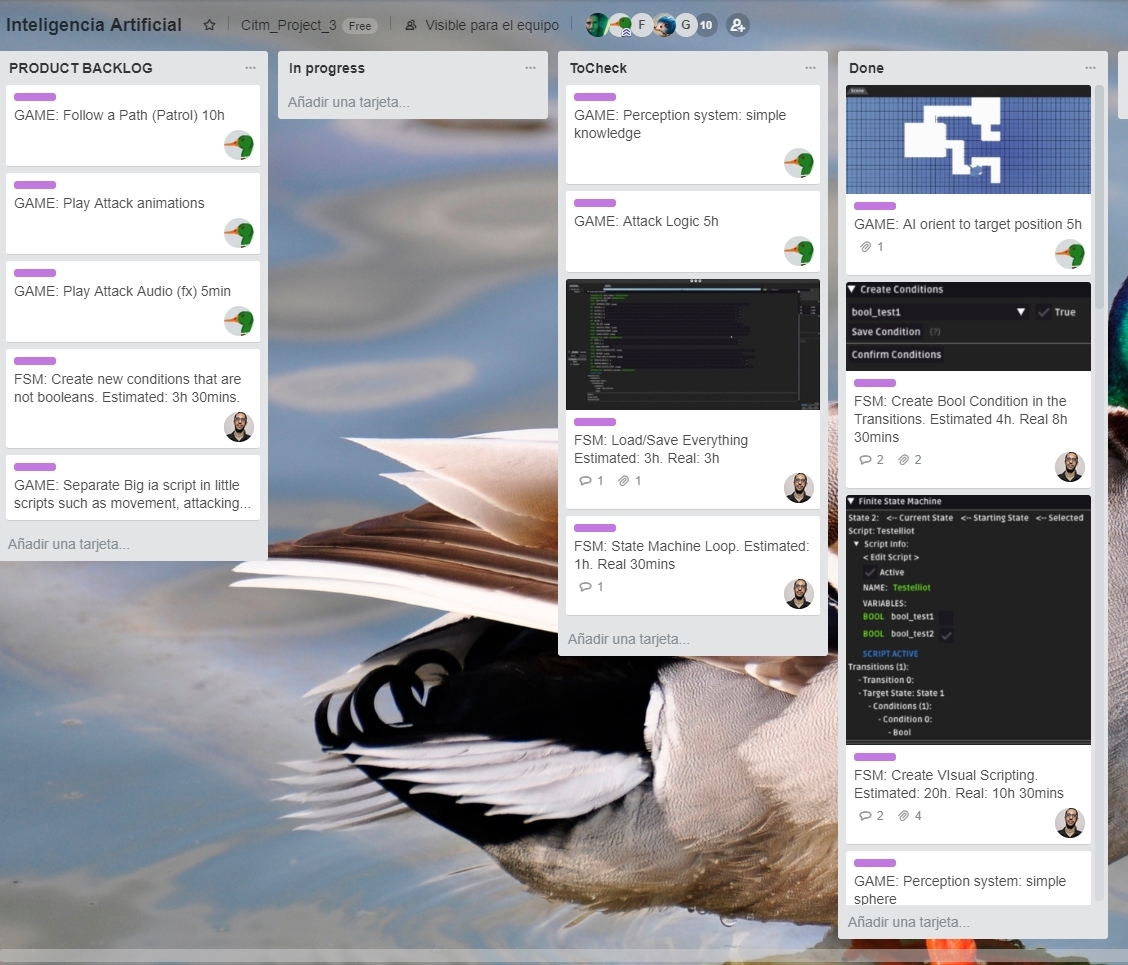 Inteligencia Artificial
Citm_Project_3 Free
Visible para el equipo
F
G
10
PRODUCT BACKLOG
GAME: Follow a Path (Patrol) 10h
GAME: Play Attack animations
GAME: Play Attack Audio (fx) 5min
FSM: Create new conditions that are
not booleans. Estimated: 3h 30mins.
GAME: Separate Big ia script in little
scripts such as movement, attacking...
Añadir una tarjeta...
In progress
Añadir una tarjeta...
ToCheck
GAME: Perception system: simple
knowledge
GAME: Attack Logic 5h
FSM: Load/Save Everything
Estimated: 3h. Real: 3h
1 1
FSM: State Machine Loop. Estimated:
1h. Real 30mins
1
Añadir una tarjeta...
Done
Scene
GAME: AI orient to target position 5h
1
Create Conditions
bool_test1 True
Save Condition (?)
Confirm Conditions
FSM: Create Bool Condition in the
Transitions. Estimated 4h. Real 8h
30mins
2 2
Finite State Machine
State 2: <-- Current State <-- Starting State <-- Selected
Script: Testelliot
Script Info:
< Edit Script >
Active
NAME: Testelliot
VARIABLES:
BOOL bool_test1
BOOL bool_test2
SCRIPT ACTIVE
Transitions (1):
- Transition 0:
- Target State: State 1
- Conditions (1):
- Condition 0:
- Bool
FSM: Create VIsual Scripting.
Estimated: 20h. Real: 10h 30mins
2 4
GAME: Perception system: simple
sphere
Añadir una tarjeta...